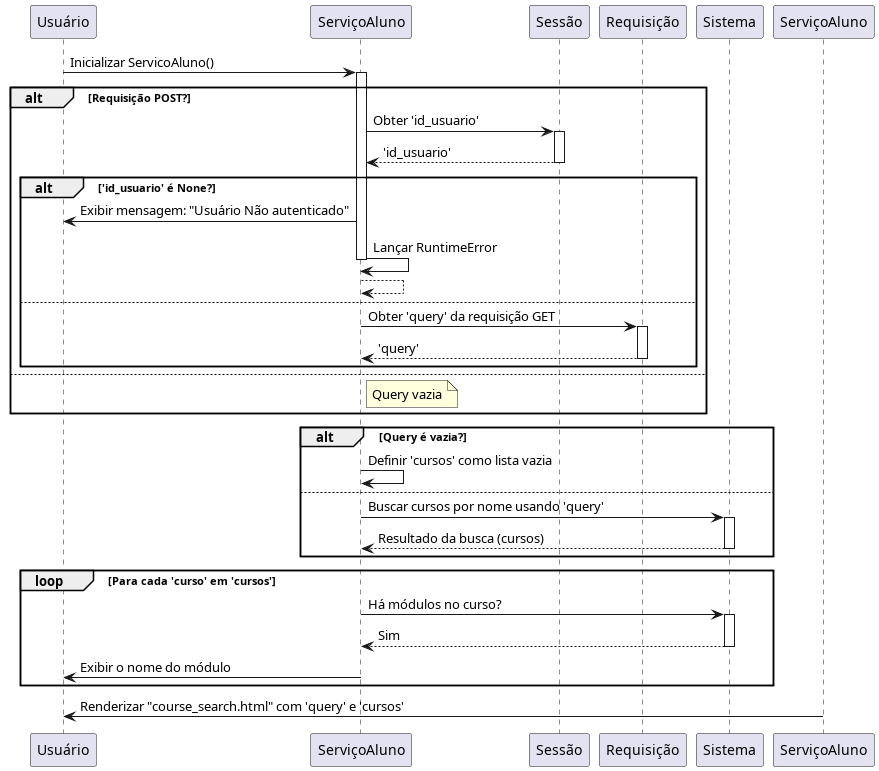 Usuário
ServiçoAluno
Sessão
Requisição
Sistema
ServiçoAluno
Inicializar ServicoAluno()
alt
[Requisição POST?]
Obter 'id_usuario'
'id_usuario'
alt
['id_usuario' é None?]
Exibir mensagem: "Usuário Não autenticado"
Lançar RuntimeError
Obter 'query' da requisição GET
'query'
Query vazia
alt
[Query é vazia?]
Definir 'cursos' como lista vazia
Buscar cursos por nome usando 'query'
Resultado da busca (cursos)
loop
[Para cada 'curso' em 'cursos']
Há módulos no curso?
Sim
Exibir o nome do módulo
Renderizar "course_search.html" com 'query' e 'cursos'
Usuário
ServiçoAluno
Sessão
Requisição
Sistema
ServiçoAluno